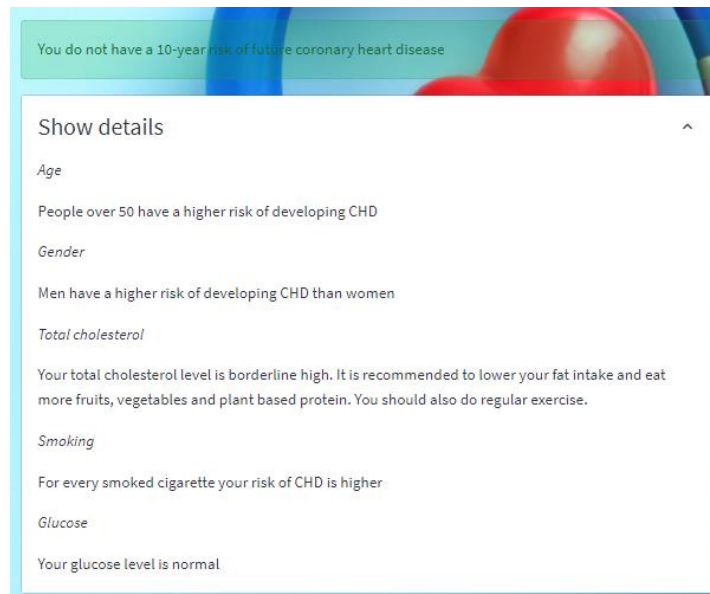 You do not have a 10-year risk of future coronary heart disease
Show details
Age
People over 50 have a higher risk of developing CHD
Gender
Men have a higher risk of developing CHD than women
Total cholesterol
Your total cholesterol level is borderline high. It is recommended to lower your fat intake and eat
more fruits, vegetables and plant based protein. You should also do regular exercise.
Smoking
For every smoked cigarette your risk of CHD is higher
Glucose
Your glucose level is normal